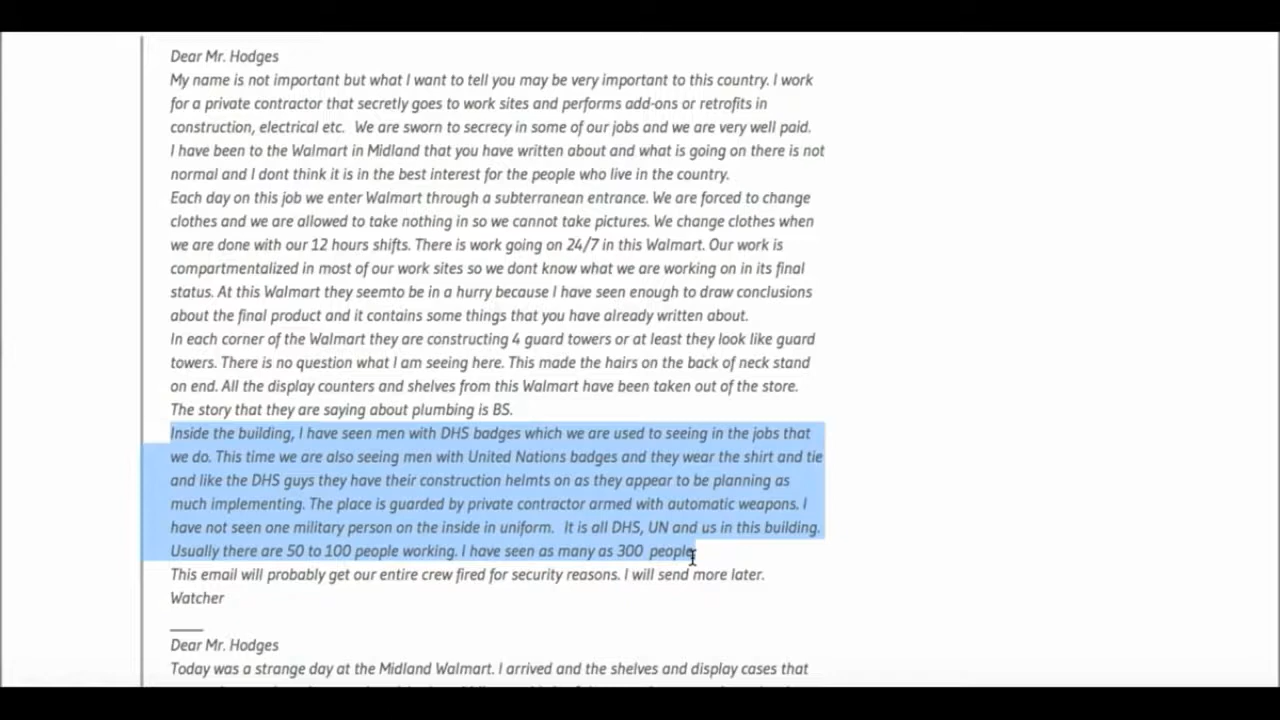 Dear Mr. Hodges
My name is not important but what I want to tell you may be very important to this country. I work
for a private contractor that secretly goes to work sites and performs add-ons or retrofits in
construction, electrical etc.  We are sworn to secrecy in some of our jobs and we are very well paid.
I have been to the Walmart in Midland that you have written about and what is going on there is not
normal and I dont think it is in the best interest for the people who live in the country.
Each day on this job we enter Walmart through a subterranean entrance. We are forced to change
clothes and we are allowed to take nothing in so we cannot take pictures. We change clothes when
we are done with our 12 hours shifts. There is work going on 24/7 in this Walmart. Our work is
compartmentalized in most of our work sites so we dont know what we are working on in its final
status. At this Walmart they seemto be in a hurry because I have seen enough to draw conclusions
about the final product and it contains some things that you have already written about.
In each corner of the Walmart they are constructing 4 guard towers or at least they look like guard
towers. There is no question what I am seeing here. This made the hairs on the back of neck stand
on end. All the display counters and shelves from this Walmart have been taken out of the store.
The story that they are saying about plumbing is BS.
Inside the building, I have seen men with DHS badges which we are used to seeing in the jobs that
we do. This time we are also seeing men with United Nations badges and they wear the shirt and tie
and like the DHS guys they have their construction helmts on as they appear to be planning as
much implementing. The place is guarded by private contractor armed with automatic weapons. I
have not seen one military person on the inside in uniform.  It is all DHS, UN and us in this building.
Usually there are 50 to 100 people working. I have seen as many as 300 people.
This email will probably get our entire crew fired for security reasons. I will send more later.
Watcher
Dear Mr. Hodges
Today was a strange day at the Midland Walmart. I arrived and the shelves and display cases that